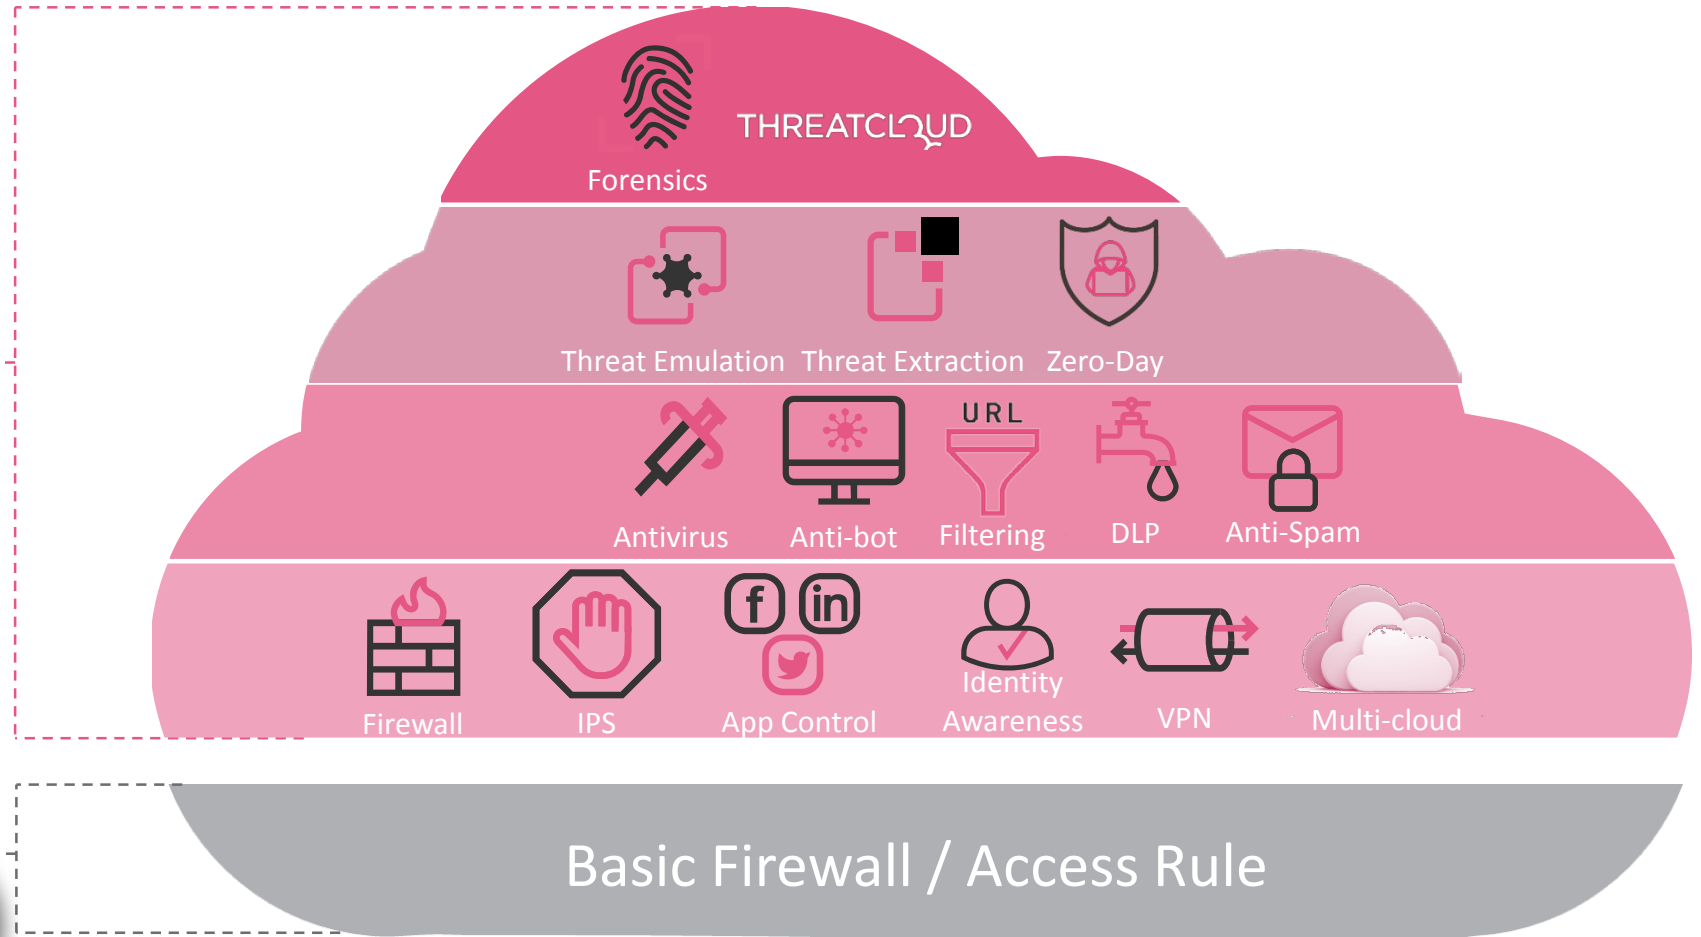 THREATCLOUD
Forensics
Threat Emulation
Threat Extraction
Zero-Day
URL
Antivirus
Anti-bot
Filtering
DLP
Anti-Spam
f
in
Firewall
IPS
App Control
Identity
Awareness
VPN
Multi-cloud
Basic Firewall / Access Rule